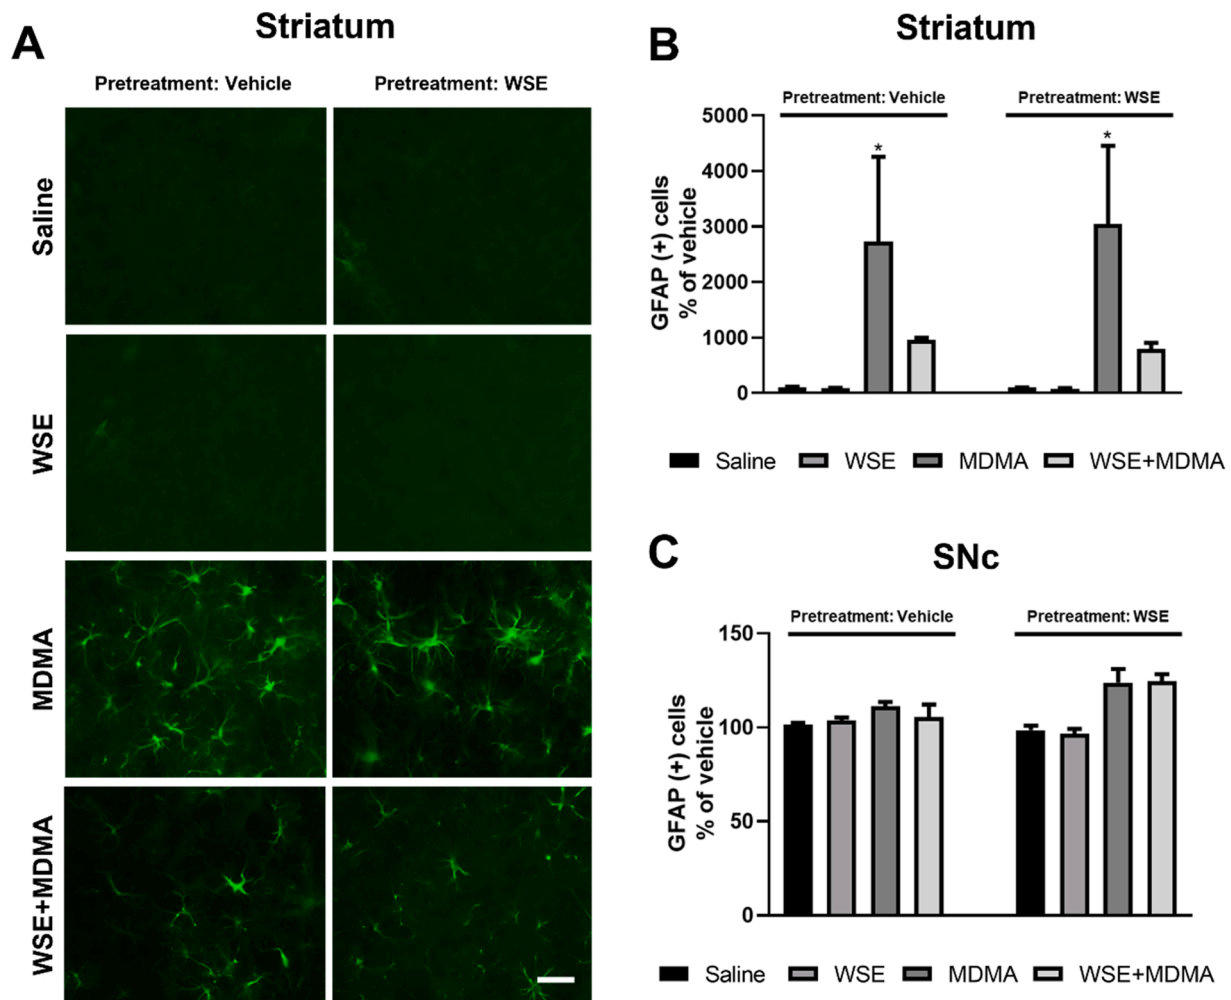 A
Striatum
Pretreatment: Vehicle
Pretreatment: WSE
Saline
WSE
MDMA
WSE+MDMA
B
Striatum
Pretreatment: Vehicle
Pretreatment: WSE
GFAP (+) cells
% of vehicle
5000
4000
3000
2000
1000
0
*
*
Saline WSE MDMA WSE+MDMA
C
SNc
Pretreatment: Vehicle
Pretreatment: WSE
GFAP (+) cells
% of vehicle
150
100
50
0
Saline WSE MDMA WSE+MDMA